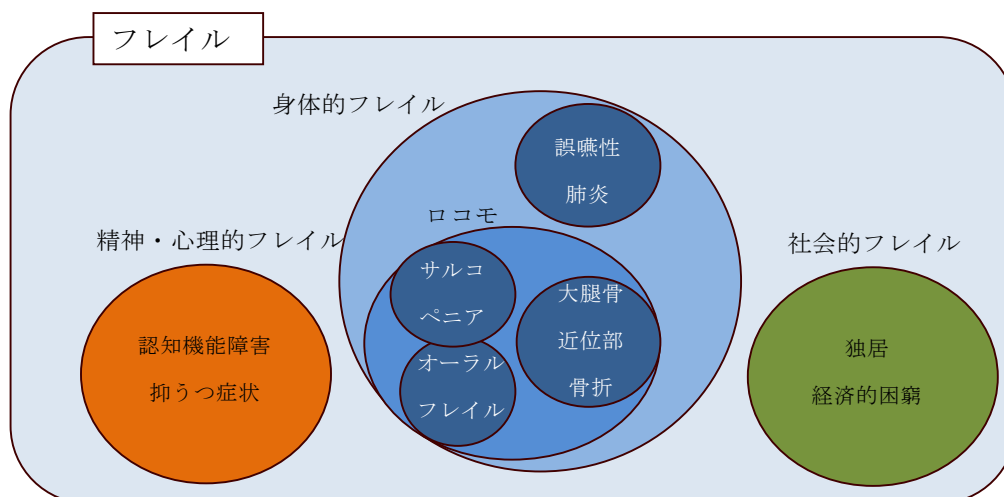 フレイル
身体的フレイル
誤嚥性
肺炎
ロコモ
精神・心理的フレイル
社会的フレイル
サルコ
ペニア
大腿骨
近位部
骨折
オーラル
フレイル
認知機能障害
抑うつ症状
独居
経済的困窮